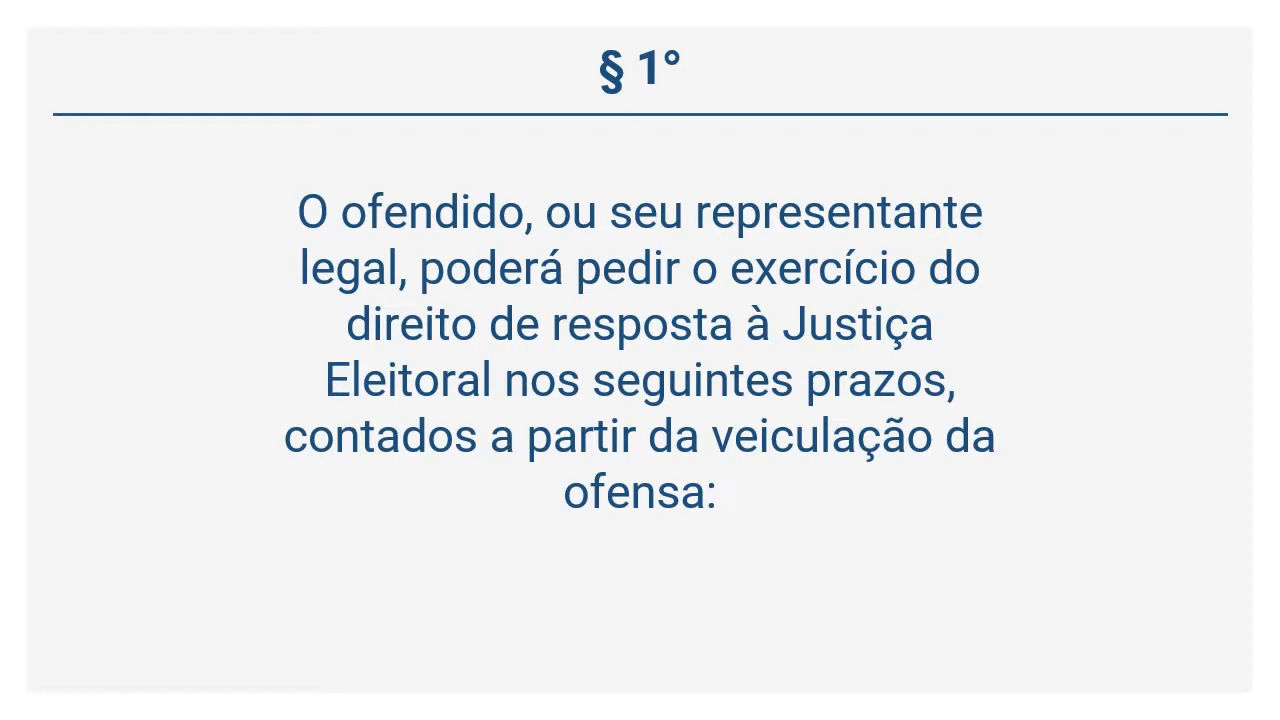 § 1°
O ofendido, ou seu representante
legal, poderá pedir o exercício do
direito de resposta à Justiça
Eleitoral nos seguintes prazos,
contados a partir da veiculação da
ofensa: